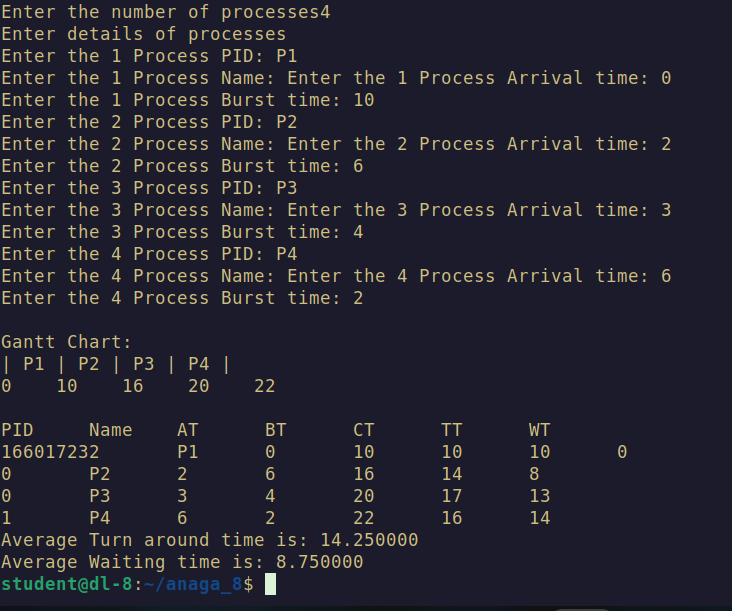 Enter the number of processes4
Enter details of processes
Enter the 1 Process PID: P1
Enter the 1 Process Name: Enter the 1 Process Arrival time: 0
Enter the 1 Process Burst time: 10
Enter the 2 Process PID: P2
Enter the 2 Process Name: Enter the 2 Process Arrival time: 2
Enter the 2 Process Burst time: 6
Enter the 3 Process PID: P3
Enter the 3 Process Name: Enter the 3 Process Arrival time: 3
Enter the 3 Process Burst time: 4
Enter the 4 Process PID: P4
Enter the 4 Process Name: Enter the 4 Process Arrival time: 6
Enter the 4 Process Burst time: 2

Gantt Chart:
| P1 | P2 | P3 | P4 |
0    10    16    20    22

PID     Name    AT      BT      CT      TT      WT
166017232       P1      0       10      10      10      0
0       P2      2       6       16      14      8
0       P3      3       4       20      17      13
1       P4      6       2       22      16      14
Average Turn around time is: 14.250000
Average Waiting time is: 8.750000
student@dl-8:~/anaga_8$